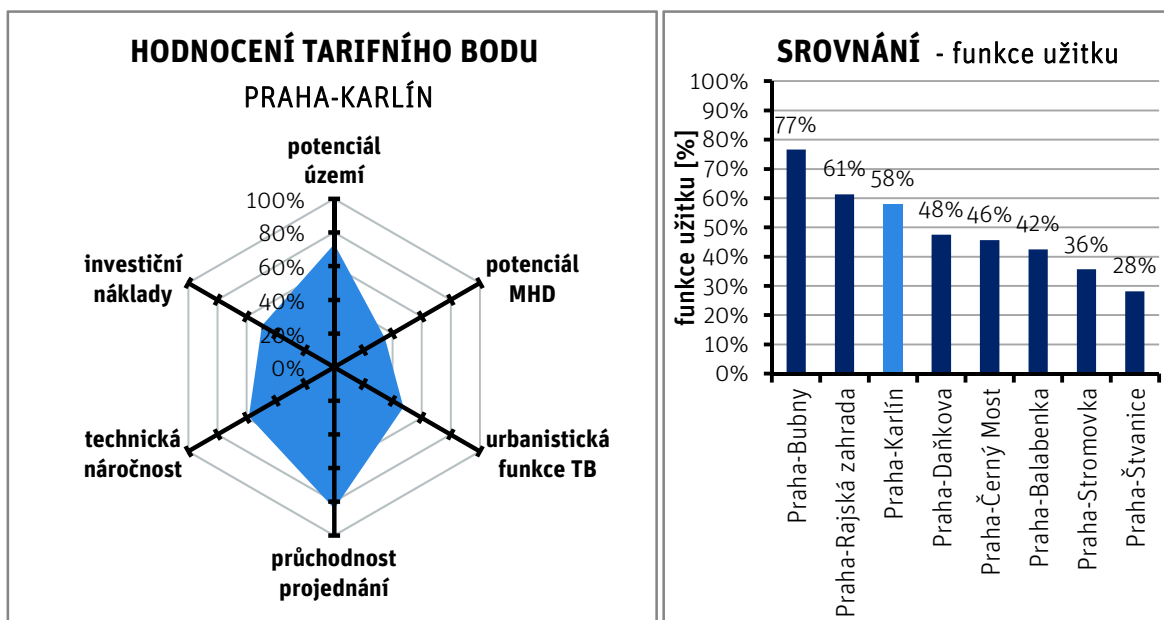 HODNOCENÍ TARIFNÍHO BODU
PRAHA-KARLÍN
potenciál
území
100%
80%
60%
40%
20%
0%
investiční
náklady
potenciál
MHD
technická
náročnost
urbanistická
funkce TB
průchodnost
projednání
SROVNÁNÍ - funkce užitku
funkce užitku [%]
100%
90%
80%
70%
60%
50%
40%
30%
20%
10%
0%
77%
61%
58%
48%
46%
42%
36%
28%
Praha-Bubny
Praha-Rajská zahrada
Praha-Karlín
Praha-Daňkova
Praha-Černý Most
Praha-Balabenka
Praha-Stromovka
Praha-Štvanice